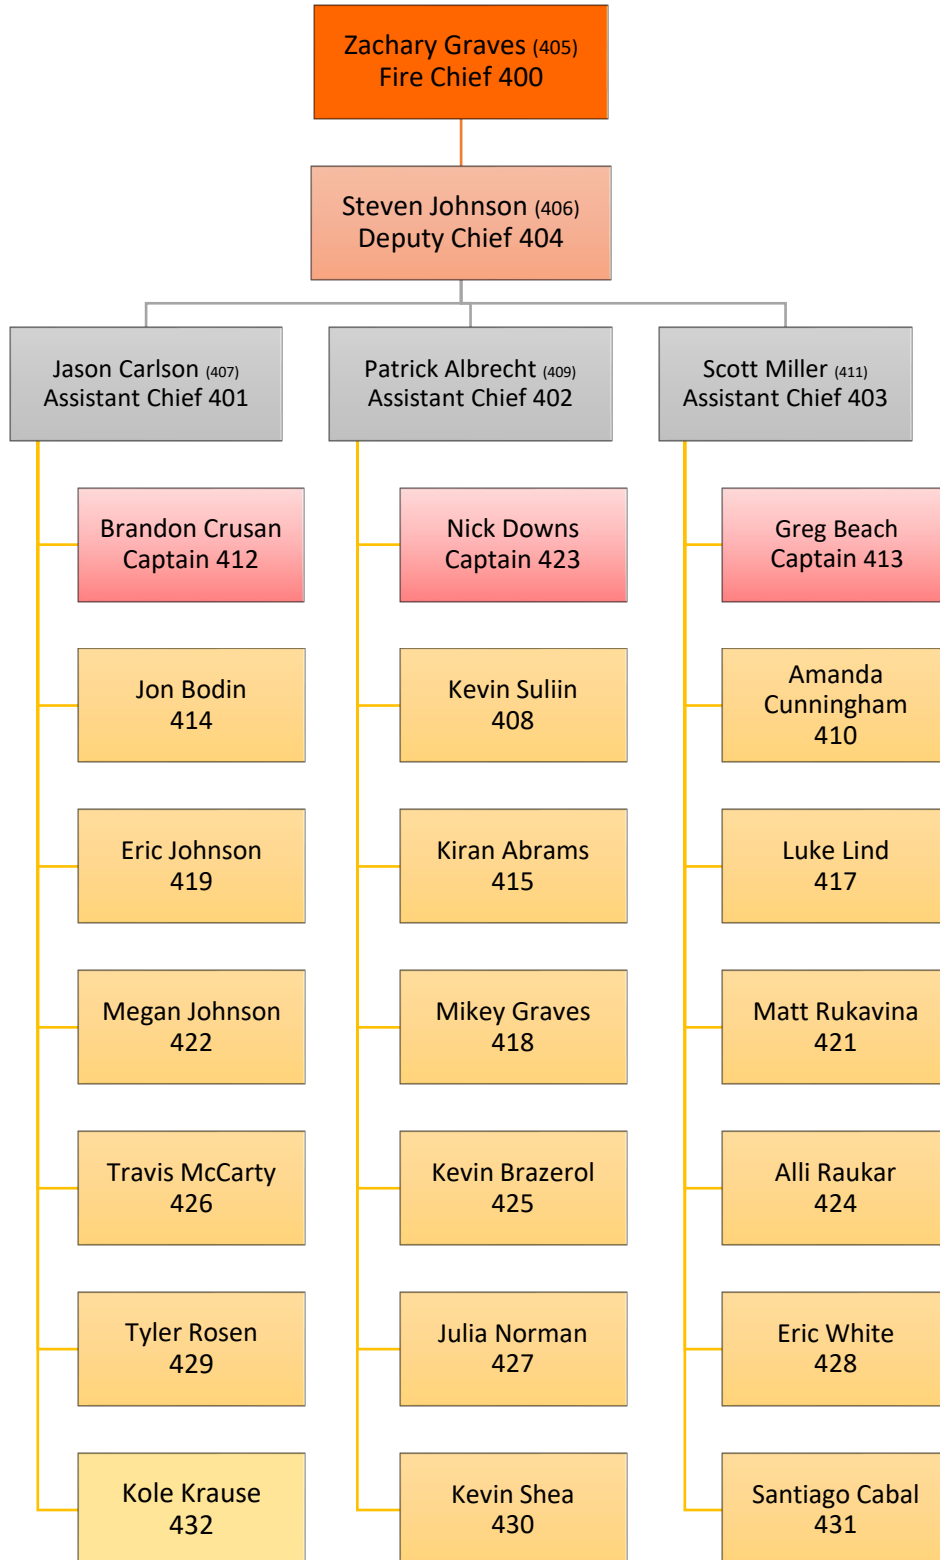 Zachary Graves (405)
Fire Chief 400
Steven Johnson (406)
Deputy Chief 404
Jason Carlson (407)
Assistant Chief 401
Patrick Albrecht (409)
Assistant Chief 402
Scott Miller (411)
Assistant Chief 403
Brandon Crusan
Captain 412
Nick Downs
Captain 423
Greg Beach
Captain 413
Jon Bodin
414
Kevin Suliin
408
Amanda
Cunningham
410
Eric Johnson
419
Kiran Abrams
415
Luke Lind
417
Megan Johnson
422
Mikey Graves
418
Matt Rukavina
421
Travis McCarty
426
Kevin Brazerol
425
Alli Raukar
424
Tyler Rosen
429
Julia Norman
427
Eric White
428
Kole Krause
432
Kevin Shea
430
Santiago Cabal
431